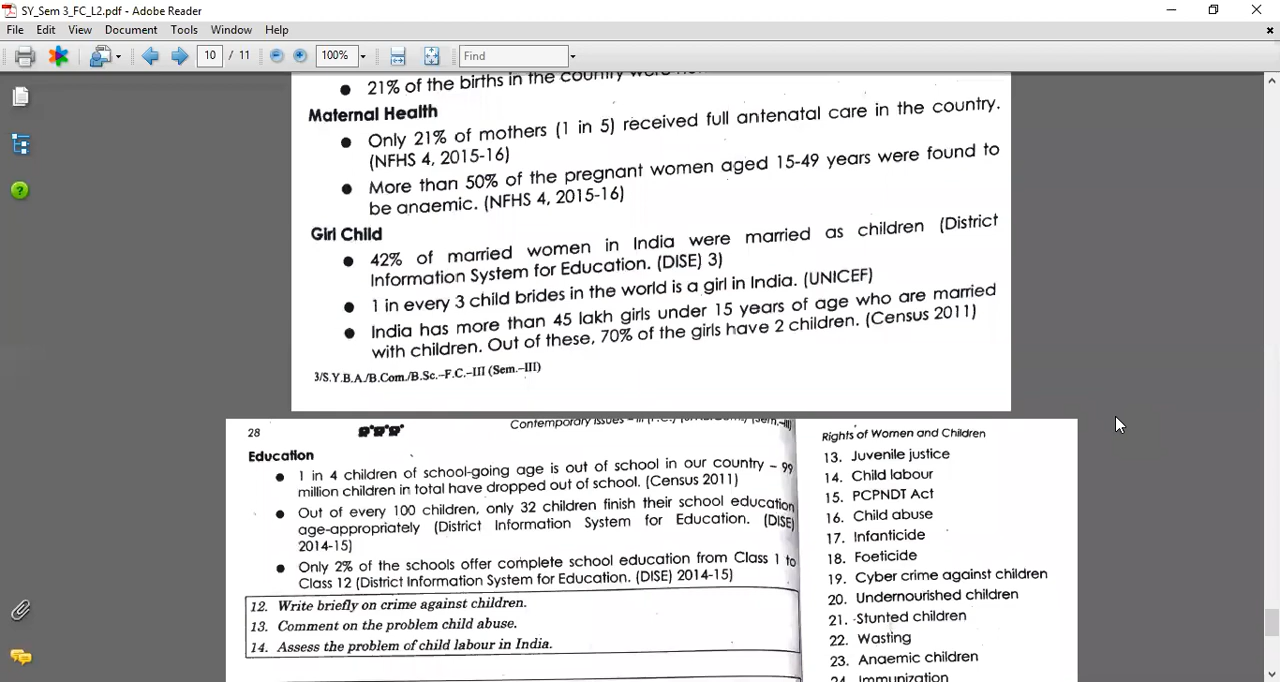 SY_Sem 3_FC_L2.pdf - Adobe Reader
File Edit View Document Tools Window Help
10 / 11 100% Find
21% of the births in the country were
Maternal Health
● Only 21% of mothers (1 in 5) received full antenatal care in the country.
(NFHS 4, 2015-16)
● More than 50% of the pregnant women aged 15-49 years were found to
be anaemic. (NFHS 4, 2015-16)
Girl Child
● 42% of married women in India were married as children (District
Information System for Education. (DISE) 3)
● 1 in every 3 child brides in the world is a girl in India. (UNICEF)
● India has more than 45 lakh girls under 15 years of age who are married
with children. Out of these, 70% of the girls have 2 children. (Census 2011)
3/S.Y.B.A./B.Com./B.Sc.–F.C.–III (Sem.–III)
28
Contemporary Issues
Education
● 1 in 4 children of school-going age is out of school in our country – 99
million children in total have dropped out of school. (Census 2011)
● Out of every 100 children, only 32 children finish their school education
age-appropriately (District Information System for Education. (DISE)
2014-15)
● Only 2% of the schools offer complete school education from Class 1 to
Class 12 (District Information System for Education. (DISE) 2014-15)
12. Write briefly on crime against children.
13. Comment on the problem child abuse.
14. Assess the problem of child labour in India.
Rights of Women and Children
13. Juvenile justice
14. Child labour
15. PCPNDT Act
16. Child abuse
17. Infanticide
18. Foeticide
19. Cyber crime against children
20. Undernourished children
21. Stunted children
22. Wasting
23. Anaemic children
24. Immunization